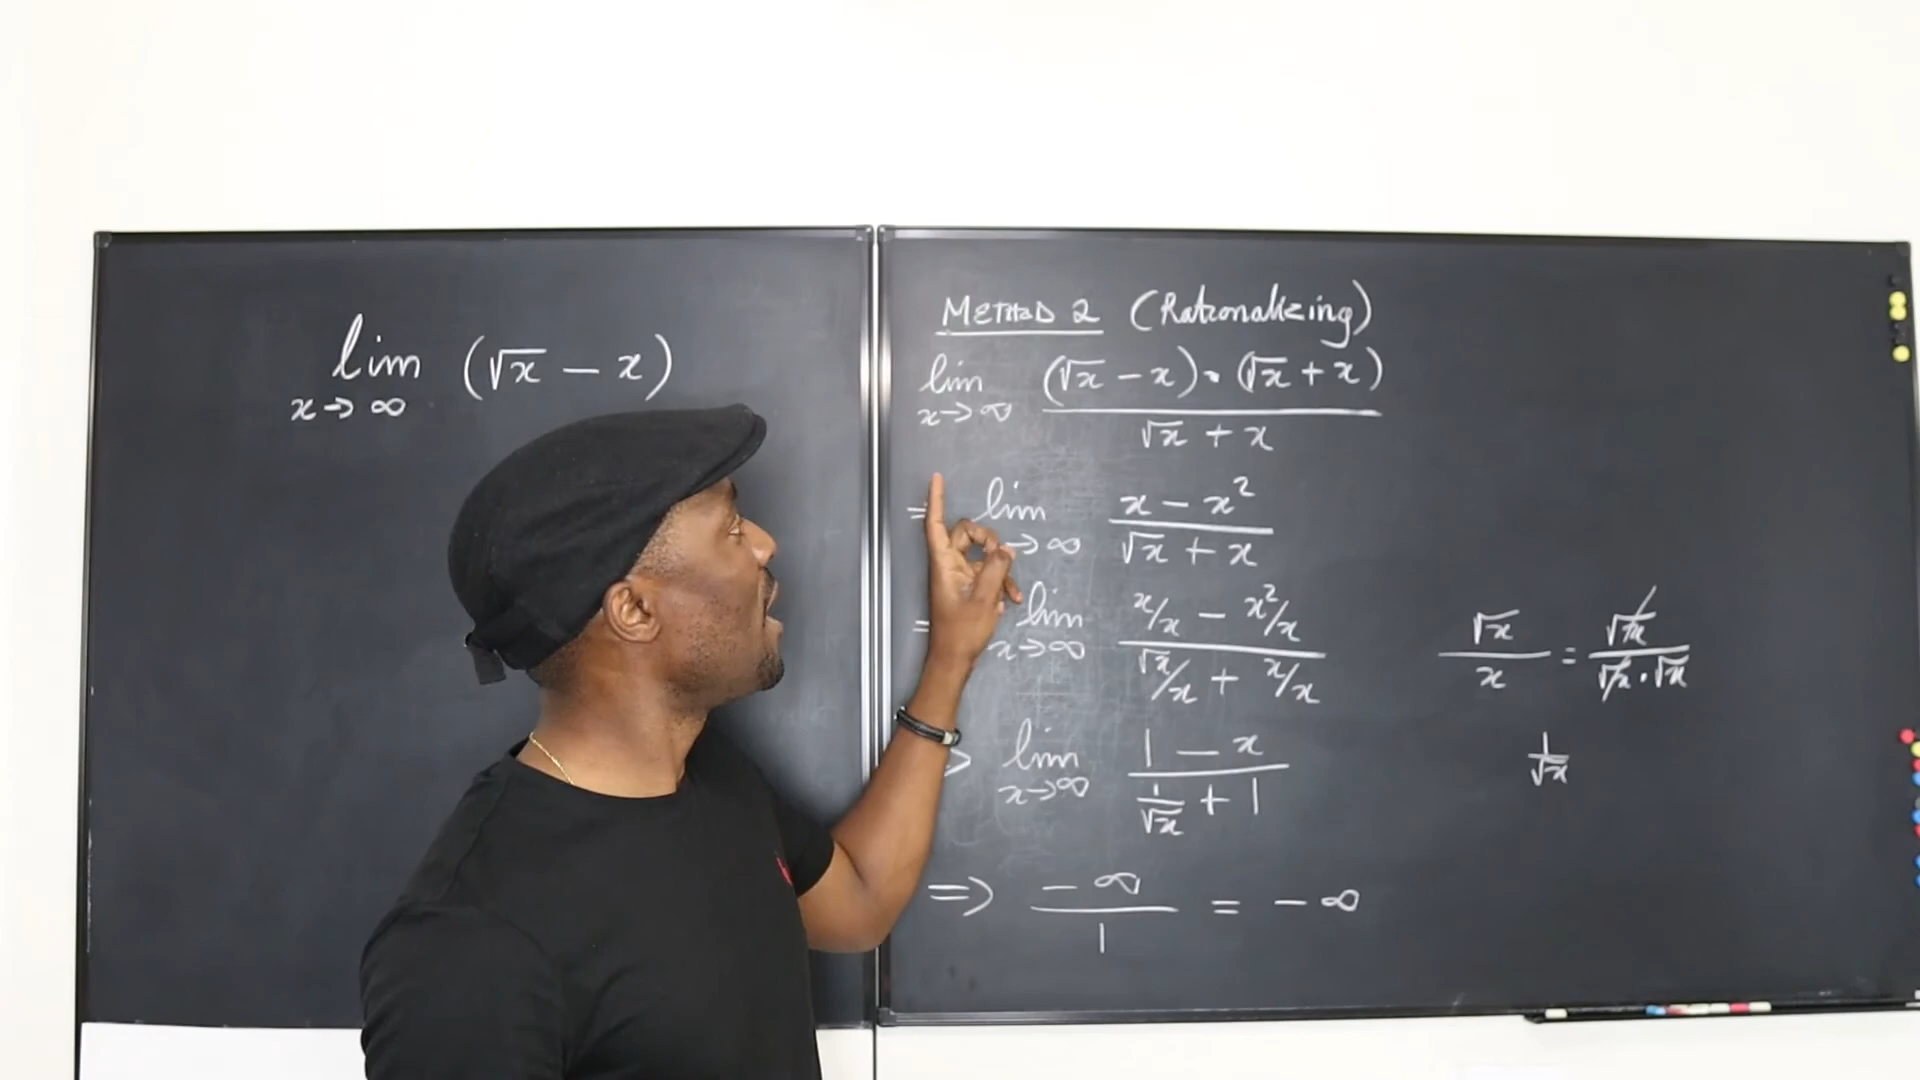 lim (√x − x)
x→∞
METHOD 2 (Rationalizing)
lim (√x − x) · (√x + x)
x→∞ √x + x
= lim x − x²
→∞ √x + x
= lim x/x − x²/x
x→∞ √x/x + x/x
lim 1 − x
x→∞ 1/√x + 1
=> −∞/1 = −∞
√x/x = √x/√x·√x
1/√x